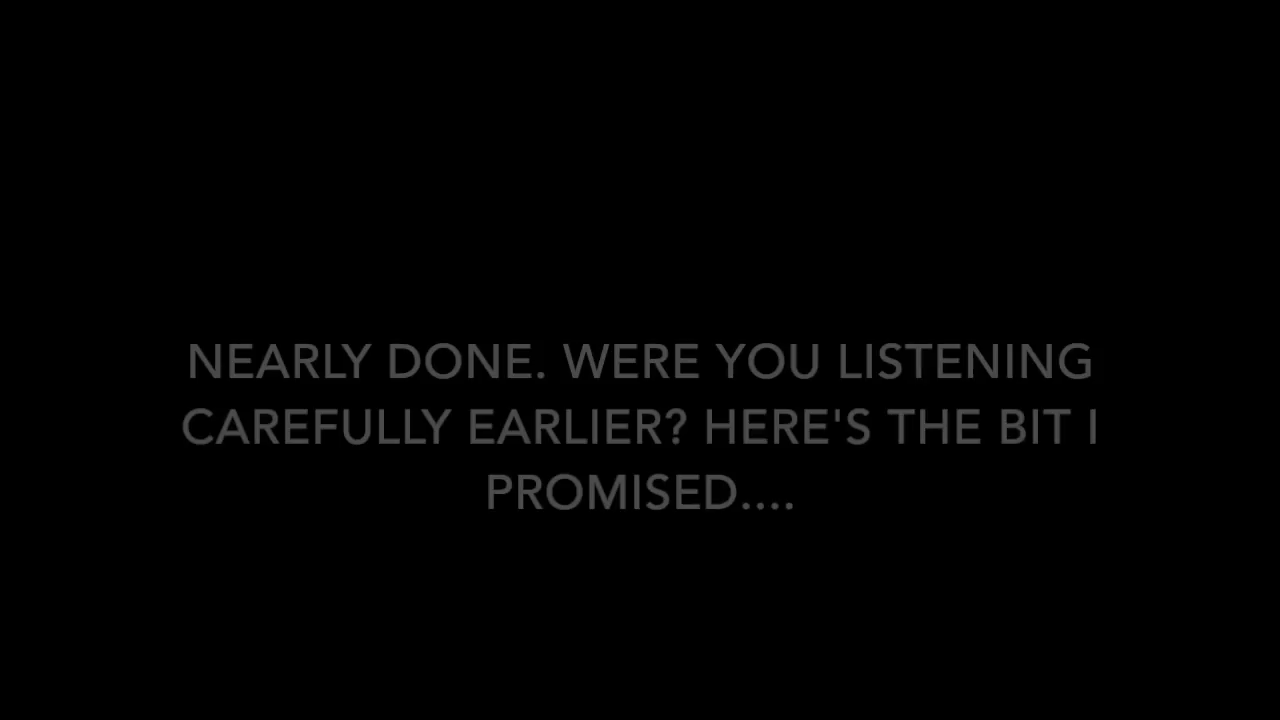 NEARLY DONE. WERE YOU LISTENING
CAREFULLY EARLIER? HERE'S THE BIT I
PROMISED....